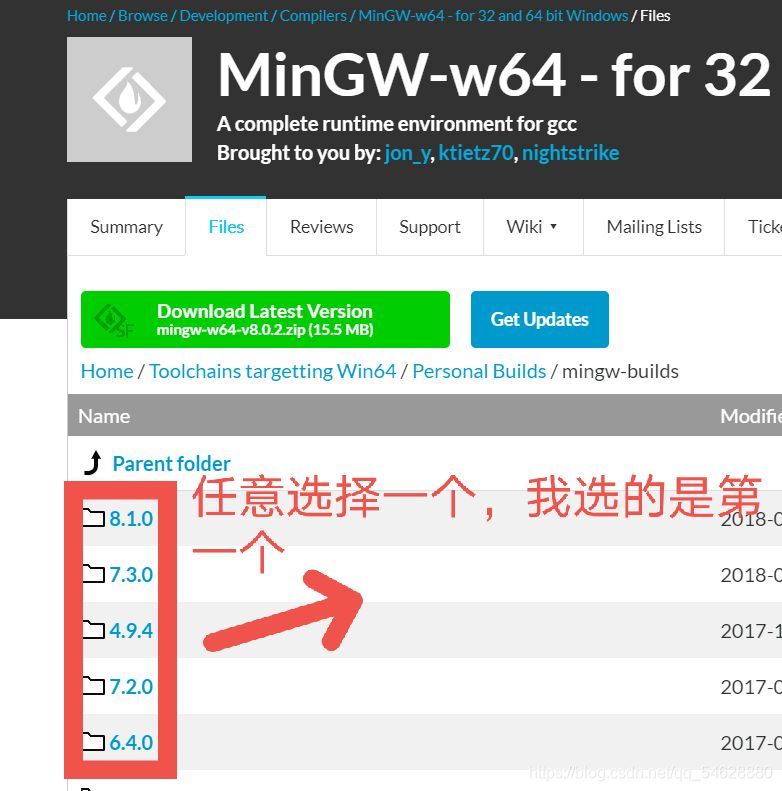 Home / Browse / Development / Compilers / MinGW-w64 - for 32 and 64 bit Windows / Files
MinGW-w64 - for 32
A complete runtime environment for gcc
Brought to you by: jon_y, ktietz70, nightstrike
Summary Files Reviews Support Wiki ▾ Mailing Lists Ticke
Download Latest Version
mingw-w64-v8.0.2.zip (15.5 MB)
SF
Get Updates
Home / Toolchains targetting Win64 / Personal Builds / mingw-builds
Name Modifie
Parent folder
任意选择一个，我选的是第
一个
8.1.0 2018-0
7.3.0 2018-0
4.9.4 2017-1
7.2.0 2017-0
6.4.0 2017-0
https://blog.csdn.net/qq_54628880